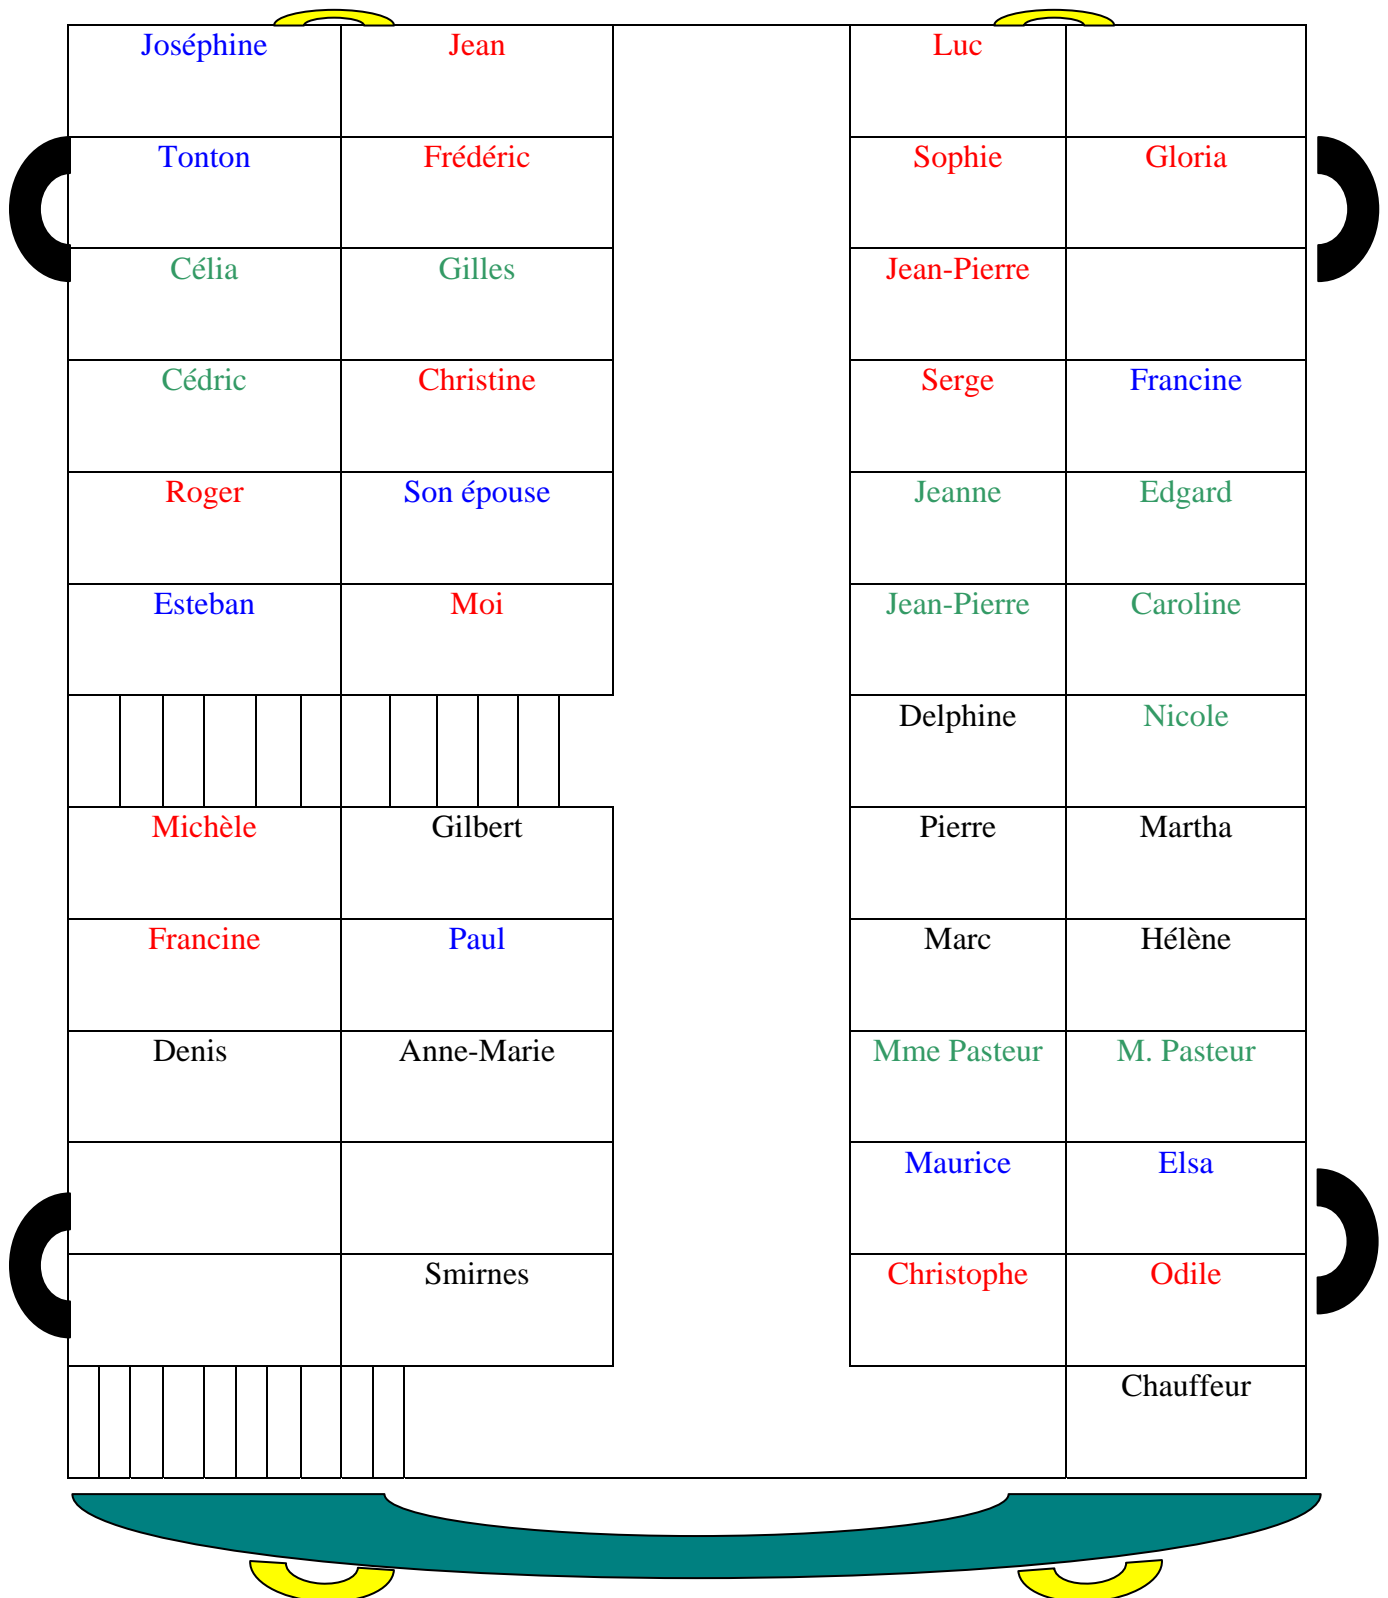 Joséphine Jean Luc
Tonton Frédéric Sophie Gloria
Célia Gilles Jean-Pierre
Cédric Christine Serge Francine
Roger Son épouse Jeanne Edgard
Esteban Moi Jean-Pierre Caroline
Delphine Nicole
Michèle Gilbert Pierre Martha
Francine Paul Marc Hélène
Denis Anne-Marie Mme Pasteur M. Pasteur
Maurice Elsa
Smirnes Christophe Odile
Chauffeur